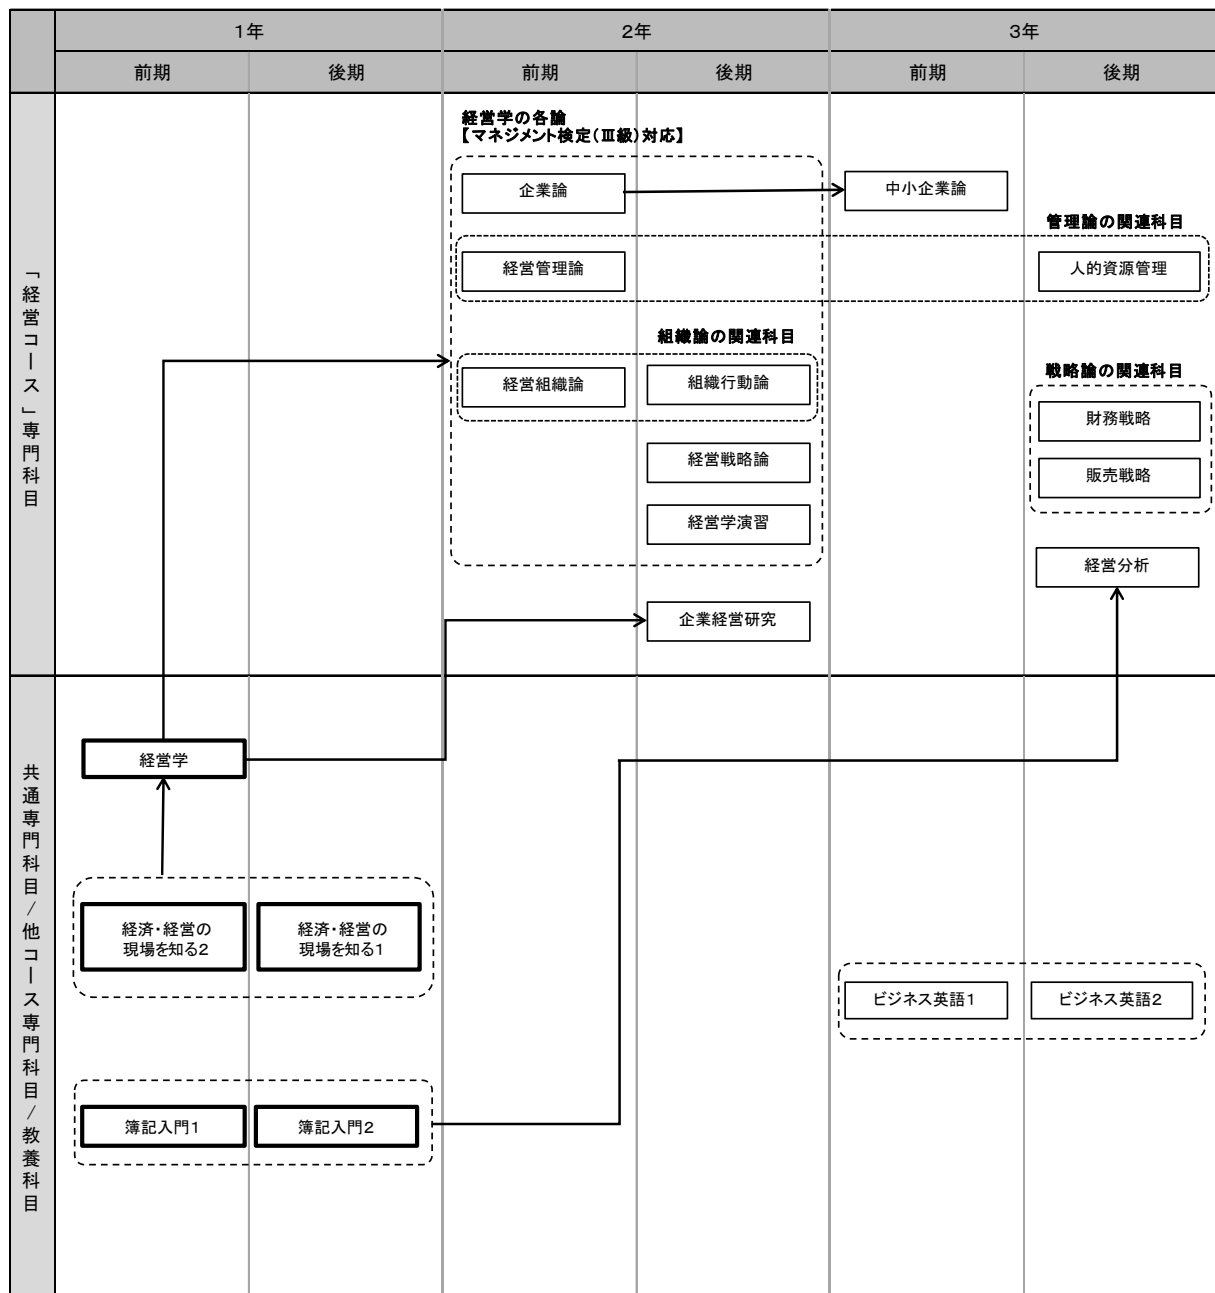 1年
2年
3年
前期
後期
前期
後期
前期
後期
「経営コース」専門科目
経営学の各論
【マネジメント検定(Ⅲ級)対応】
企業論
中小企業論
管理論の関連科目
経営管理論
人的資源管理
組織論の関連科目
経営組織論
組織行動論
戦略論の関連科目
財務戦略
経営戦略論
販売戦略
経営学演習
経営分析
企業経営研究
共通専門科目/他コース専門科目/教養科目
経営学
経済・経営の
現場を知る2
経済・経営の
現場を知る1
ビジネス英語1
ビジネス英語2
簿記入門1
簿記入門2